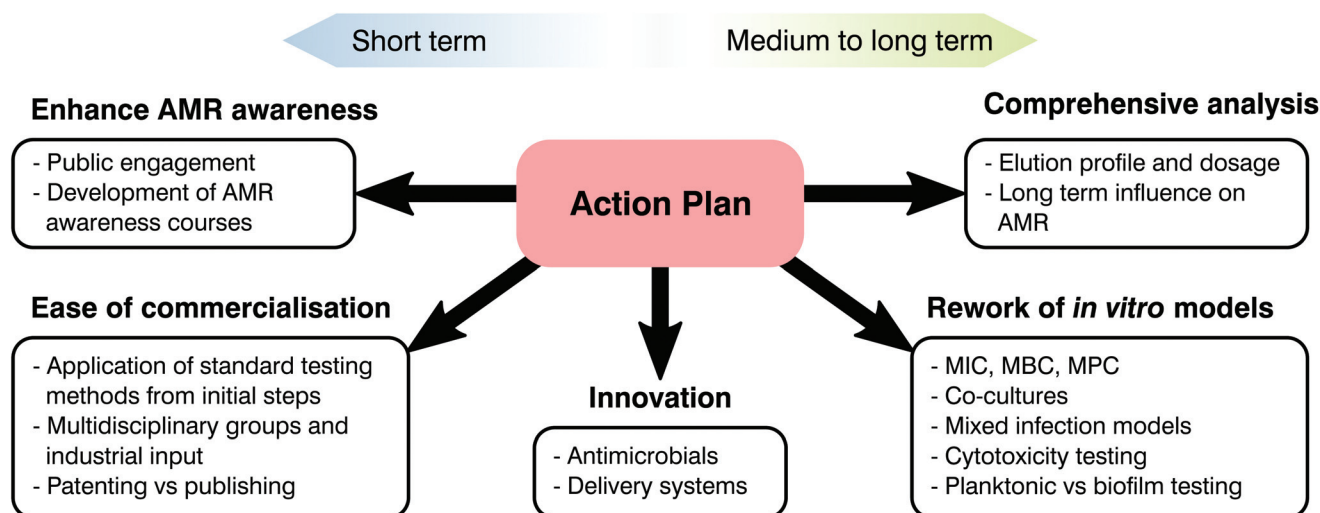 Short term
Medium to long term
Enhance AMR awareness
- Public engagement
- Development of AMR
awareness courses
Action Plan
Comprehensive analysis
- Elution profile and dosage
- Long term influence on
AMR
Ease of commercialisation
- Application of standard testing
methods from initial steps
- Multidisciplinary groups and
industrial input
- Patenting vs publishing
Innovation
- Antimicrobials
- Delivery systems
Rework of in vitro models
- MIC, MBC, MPC
- Co-cultures
- Mixed infection models
- Cytotoxicity testing
- Planktonic vs biofilm testing